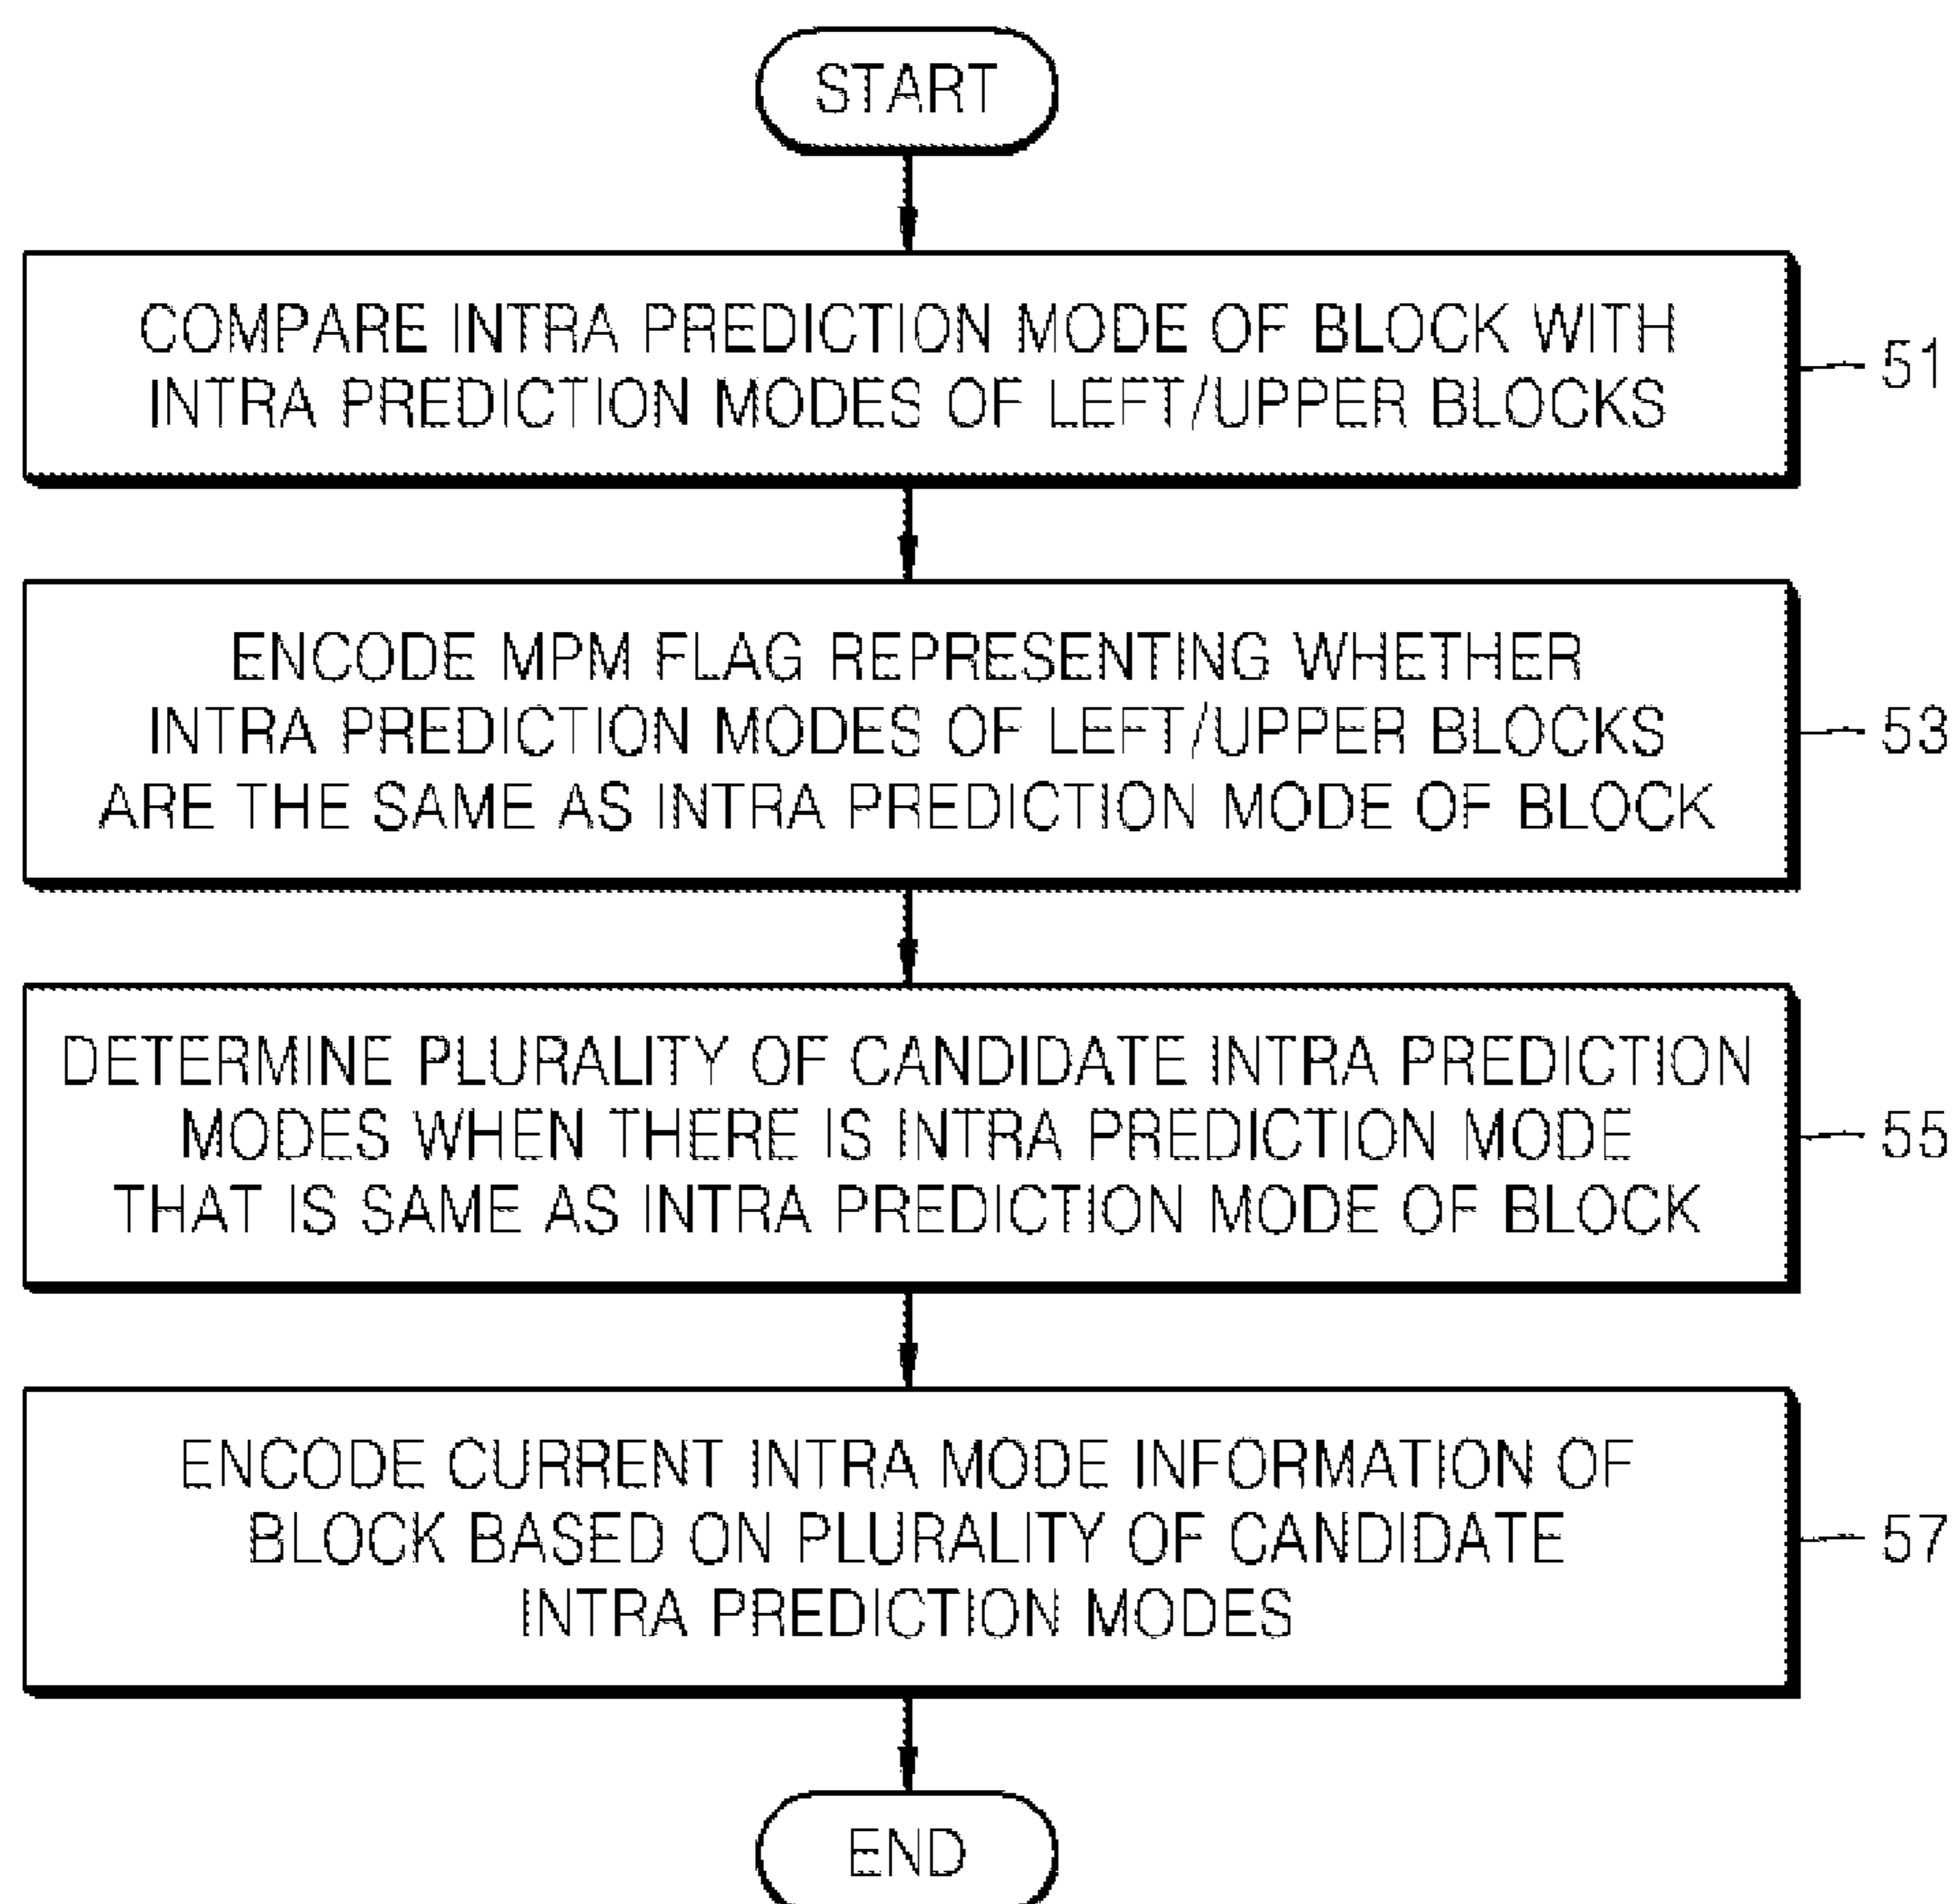 START
COMPARE INTRA PREDICTION MODE OF BLOCK WITH
INTRA PREDICTION MODES OF LEFT/UPPER BLOCKS
51
ENCODE MPM FLAG REPRESENTING WHETHER
INTRA PREDICTION MODES OF LEFT/UPPER BLOCKS
ARE THE SAME AS INTRA PREDICTION MODE OF BLOCK
53
DETERMINE PLURALITY OF CANDIDATE INTRA PREDICTION
MODES WHEN THERE IS INTRA PREDICTION MODE
THAT IS SAME AS INTRA PREDICTION MODE OF BLOCK
55
ENCODE CURRENT INTRA MODE INFORMATION OF
BLOCK BASED ON PLURALITY OF CANDIDATE
INTRA PREDICTION MODES
57
END